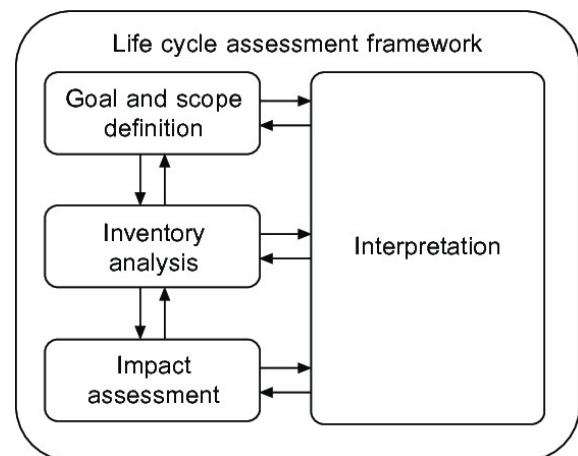 Life cycle assessment framework
Goal and scope
definition
Inventory
analysis
Impact
assessment
Interpretation